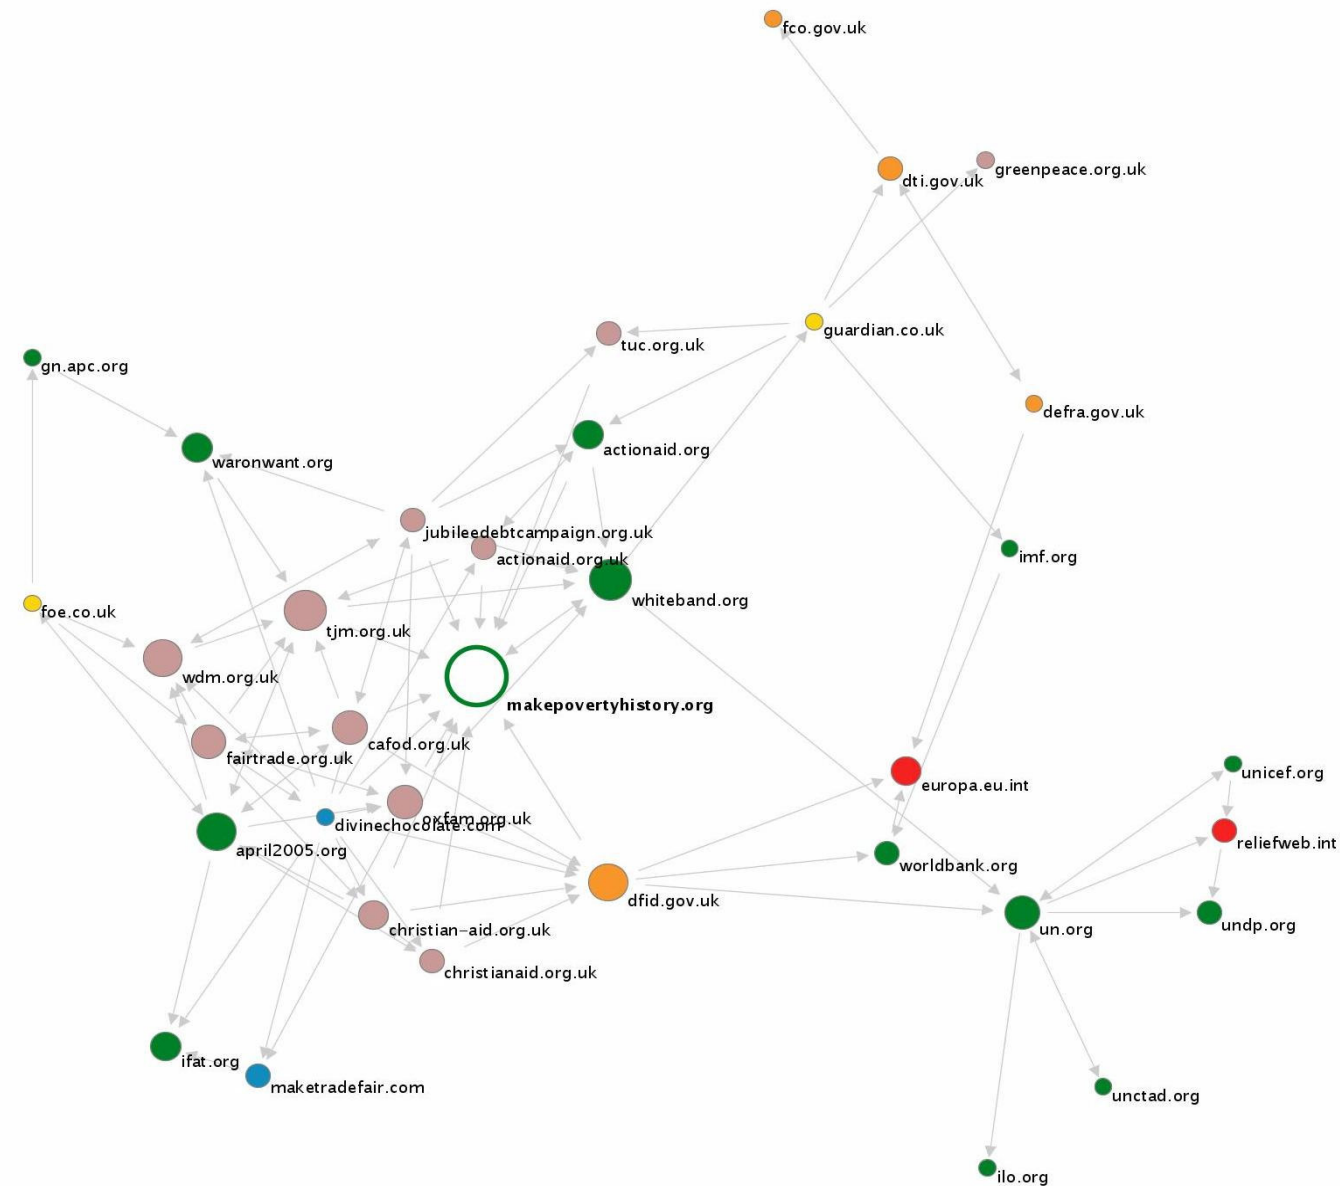 fco.gov.uk
dti.gov.uk
greenpeace.org.uk
guardian.co.uk
tuc.org.uk
gn.apc.org
defra.gov.uk
actionaid.org
waronwant.org
jubileedebtcampaign.org.uk
actionaid.org.uk
imf.org
whiteband.org
foe.co.uk
tjm.org.uk
wdm.org.uk
makepovertyhistory.org
cafod.org.uk
fairtrade.org.uk
unicef.org
europa.eu.int
oxfam.org.uk
divinechocolate.com
reliefweb.int
april2005.org
worldbank.org
dfid.gov.uk
undp.org
un.org
christian-aid.org.uk
christianaid.org.uk
ifat.org
maketradefair.com
unctad.org
ilo.org